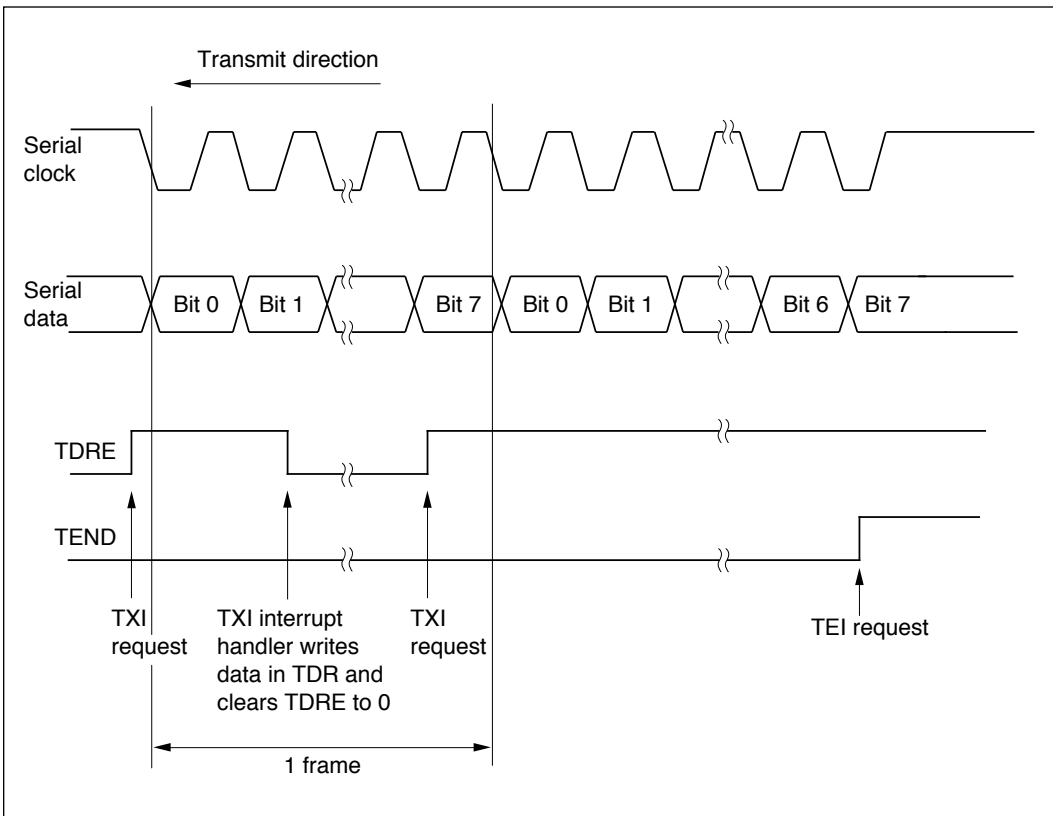 Transmit direction
Serial
clock
Serial
data
Bit 0
Bit 1
Bit 7
Bit 0
Bit 1
Bit 6
Bit 7
TDRE
TEND
TXI
request
TXI interrupt
handler writes
data in TDR and
clears TDRE to 0
TXI
request
TEI request
1 frame